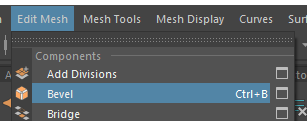 Edit Mesh Mesh Tools Mesh Display Curves
Components
Add Divisions
Bevel Ctrl+B
Bridge